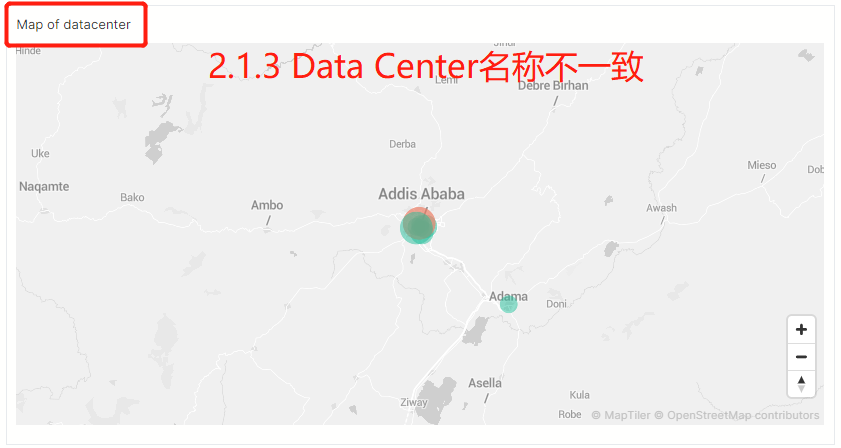 Map of datacenter
2.1.3 Data Center名称不一致
Hinde
Lemi
Debre Birhan
Derba
Uke
Mieso
Naqamte
Bako
Addis Ababa
Ambo
Awash
Adama
Doni
Asella
Ziway
Kula
Robe
© MapTiler © OpenStreetMap contributors